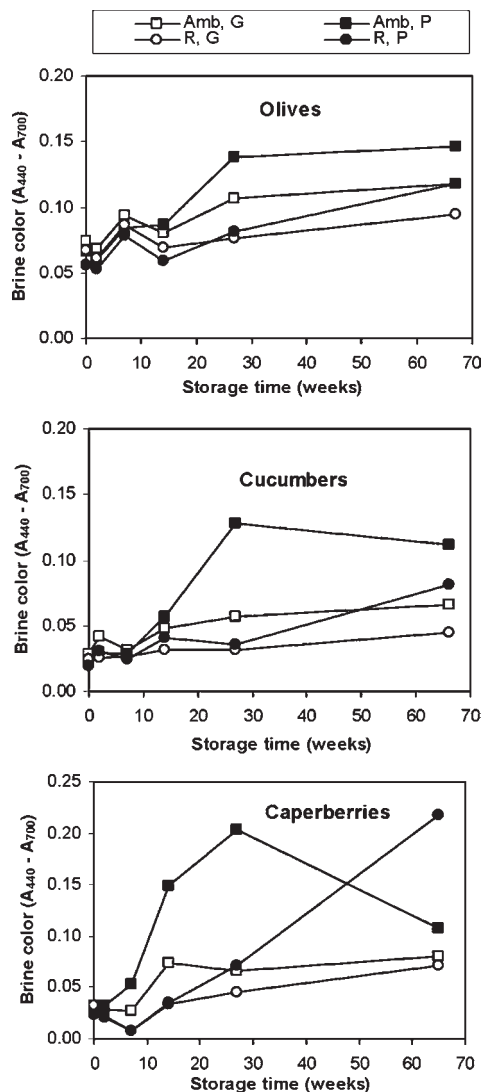 Amb, G Amb, P
R, G R, P
Olives
Brine color (A440 - A700)
0.20
0.15
0.10
0.05
0.00
0 10 20 30 40 50 60 70
Storage time (weeks)
Cucumbers
Brine color (A440 - A700)
0.20
0.15
0.10
0.05
0.00
0 10 20 30 40 50 60 70
Storage time (weeks)
Caperberries
Brine color (A440 - A700)
0.25
0.20
0.15
0.10
0.05
0.00
0 10 20 30 40 50 60 70
Storage time (weeks)